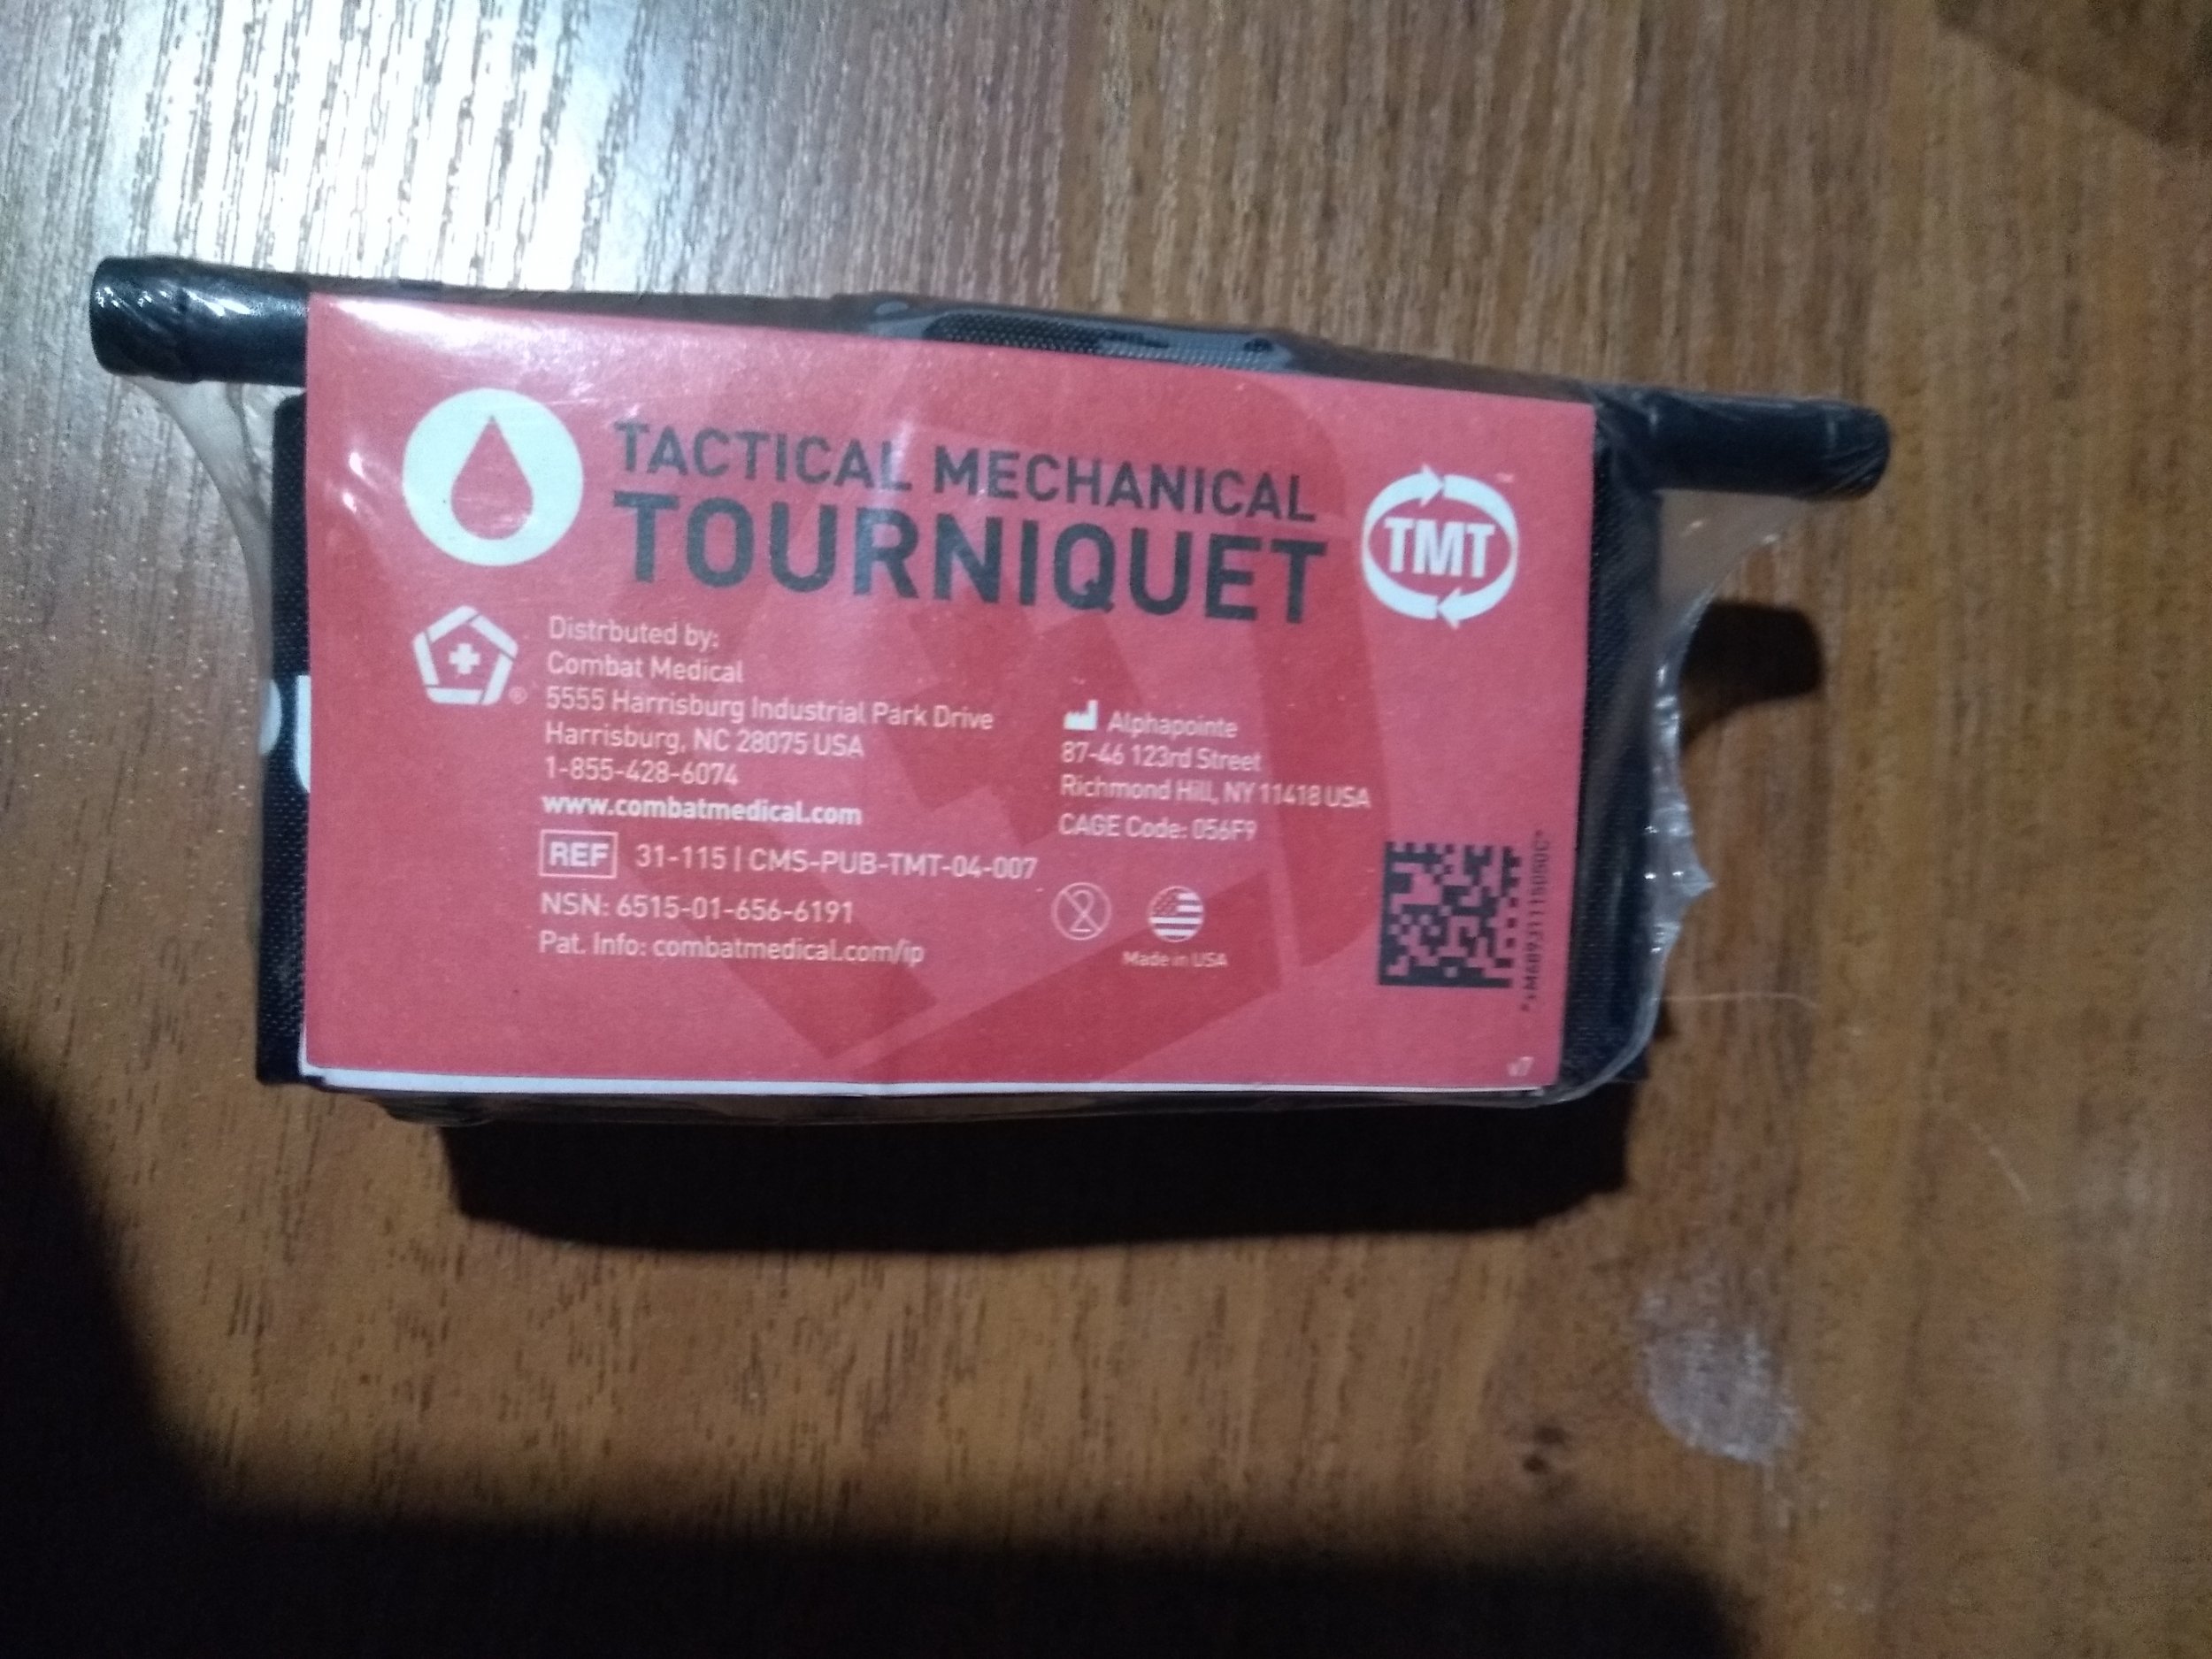 TACTICAL MECHANICAL
TOURNIQUET
TMT
™
Distrbuted by:
Combat Medical
5555 Harrisburg Industrial Park Drive
Harrisburg, NC 28075 USA
1-855-428-6074
www.combatmedical.com
®
Alphapointe
87-46 123rd Street
Richmond Hill, NY 11418 USA
CAGE Code: 056F9
REF 31-115 | CMS-PUB-TMT-04-007
NSN: 6515-01-656-6191
Pat. Info: combatmedical.com/ip
2
Made in USA
v7